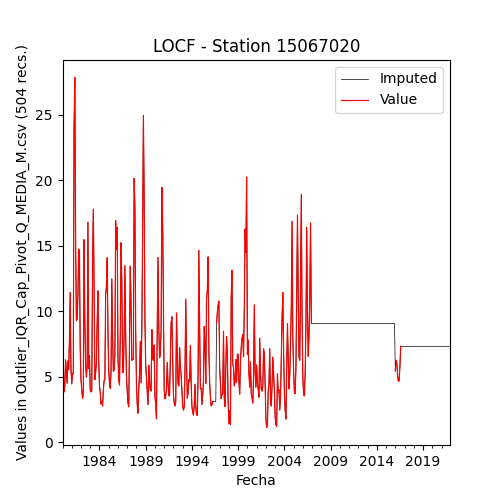 LOCF - Station 15067020
Imputed
Value
Values in Outlier_IQR_Cap_Pivot_Q_MEDIA_M.csv (504 recs.)
25
20
15
10
5
0
1984 1989 1994 1999 2004 2009 2014 2019
Fecha